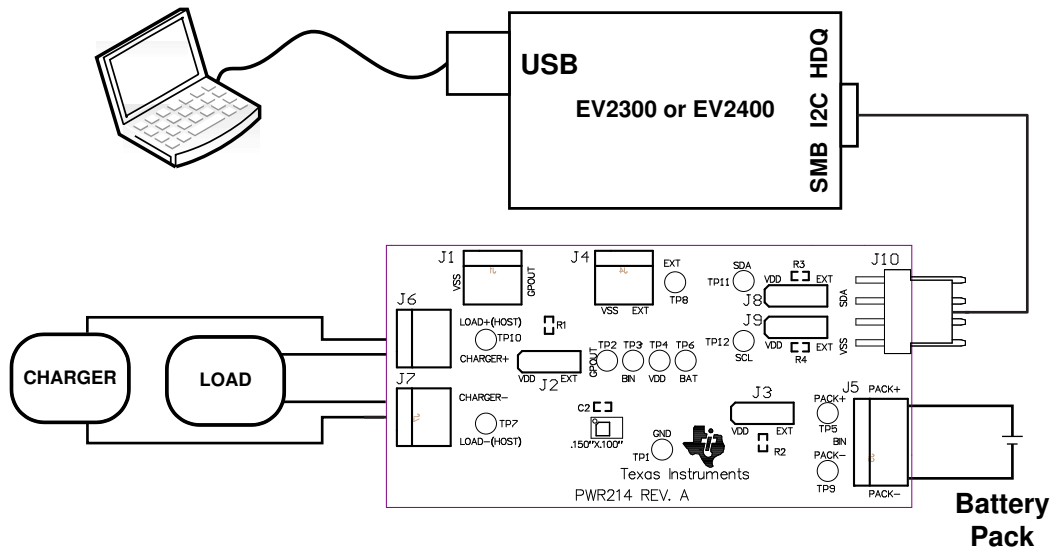 USB
EV2300 or EV2400
SMB I2C HDQ
J1
VSS
GPOUT
J4
VSS EXT
EXT
TP8
SDA
TP11
VDD
R3
EXT
J8
J9
TP12
SCL
VDD
R4
EXT
J10
SDA
VSS
J6
LOAD+(HOST)
TP10
CHARGER+
R1
VDD
J2
EXT
GPOUT
TP2
TP3
BIN
TP4
VDD
TP6
BAT
CHARGER
LOAD
J7
CHARGER-
TP7
LOAD-(HOST)
C2
.150"X.100"
GND
TP1
Texas Instruments
PWR214 REV. A
J3
VDD
EXT
R2
PACK+
TP5
PACK-
TP9
J5
PACK+
BIN
PACK-
Battery
Pack